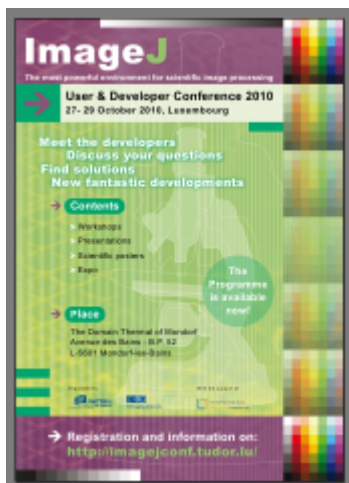 ImageJ
The most powerful environment for scientific image processing
User & Developer Conference 2010
27- 29 October 2010, Luxembourg
Meet the developers
Discuss your questions
Find solutions
New fantastic developments
Contents
> Workshops
> Presentations
> Scientific posters
> Expo
The
Programme
is available
now!
Place
The Domain Thermal of Mondorf
Avenue des Bains - B.P. 52
L-5601 Mondorf-les-Bains
Registration and information on:
http://imagejconf.tudor.lu/